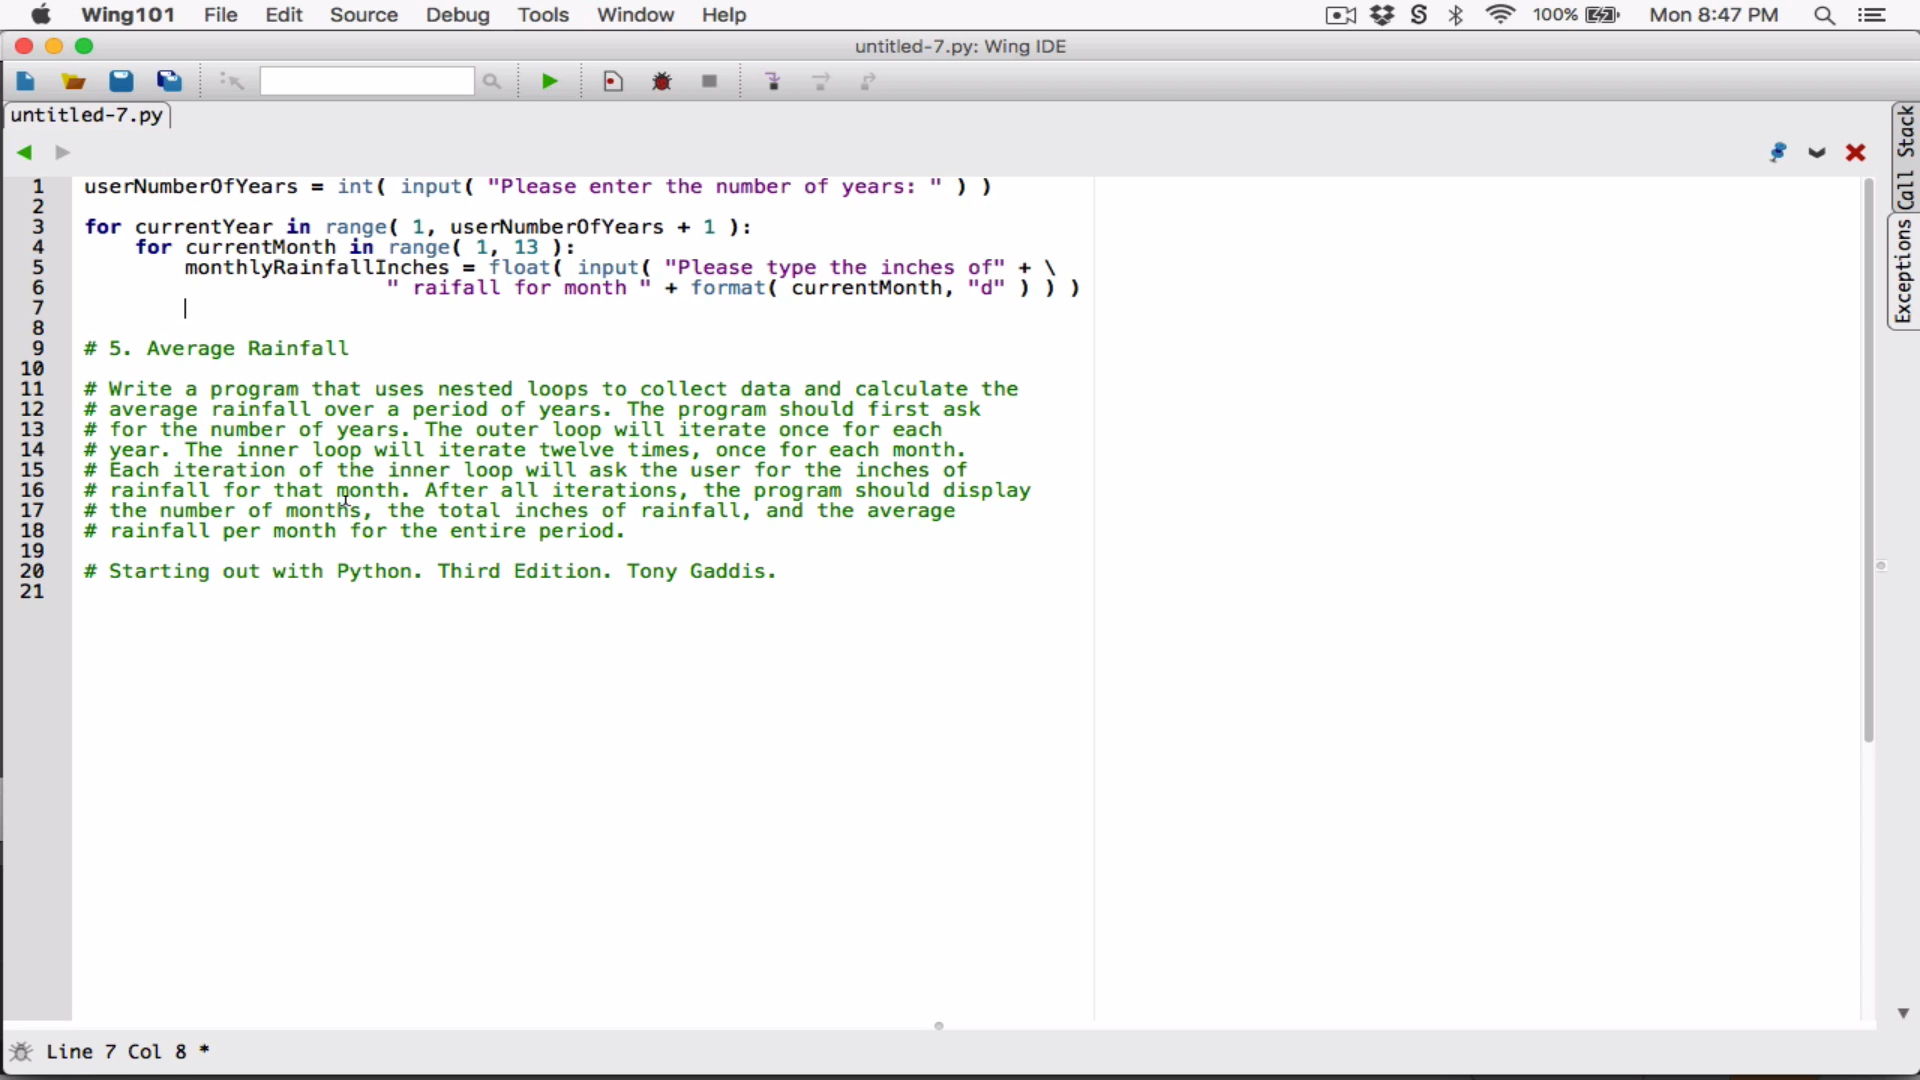 Wing101 File Edit Source Debug Tools Window Help 100% Mon 8:47 PM
untitled-7.py: Wing IDE
untitled-7.py
Call Stack
Exceptions
1 userNumberOfYears = int( input( "Please enter the number of years: " ) )
2
3 for currentYear in range( 1, userNumberOfYears + 1 ):
4 for currentMonth in range( 1, 13 ):
5 monthlyRainfallInches = float( input( "Please type the inches of" + \
6 " raifall for month " + format( currentMonth, "d" ) ) )
7
8
9 # 5. Average Rainfall
10
11 # Write a program that uses nested loops to collect data and calculate the
12 # average rainfall over a period of years. The program should first ask
13 # for the number of years. The outer loop will iterate once for each
14 # year. The inner loop will iterate twelve times, once for each month.
15 # Each iteration of the inner loop will ask the user for the inches of
16 # rainfall for that month. After all iterations, the program should display
17 # the number of months, the total inches of rainfall, and the average
18 # rainfall per month for the entire period.
19
20 # Starting out with Python. Third Edition. Tony Gaddis.
21
Line 7 Col 8 *